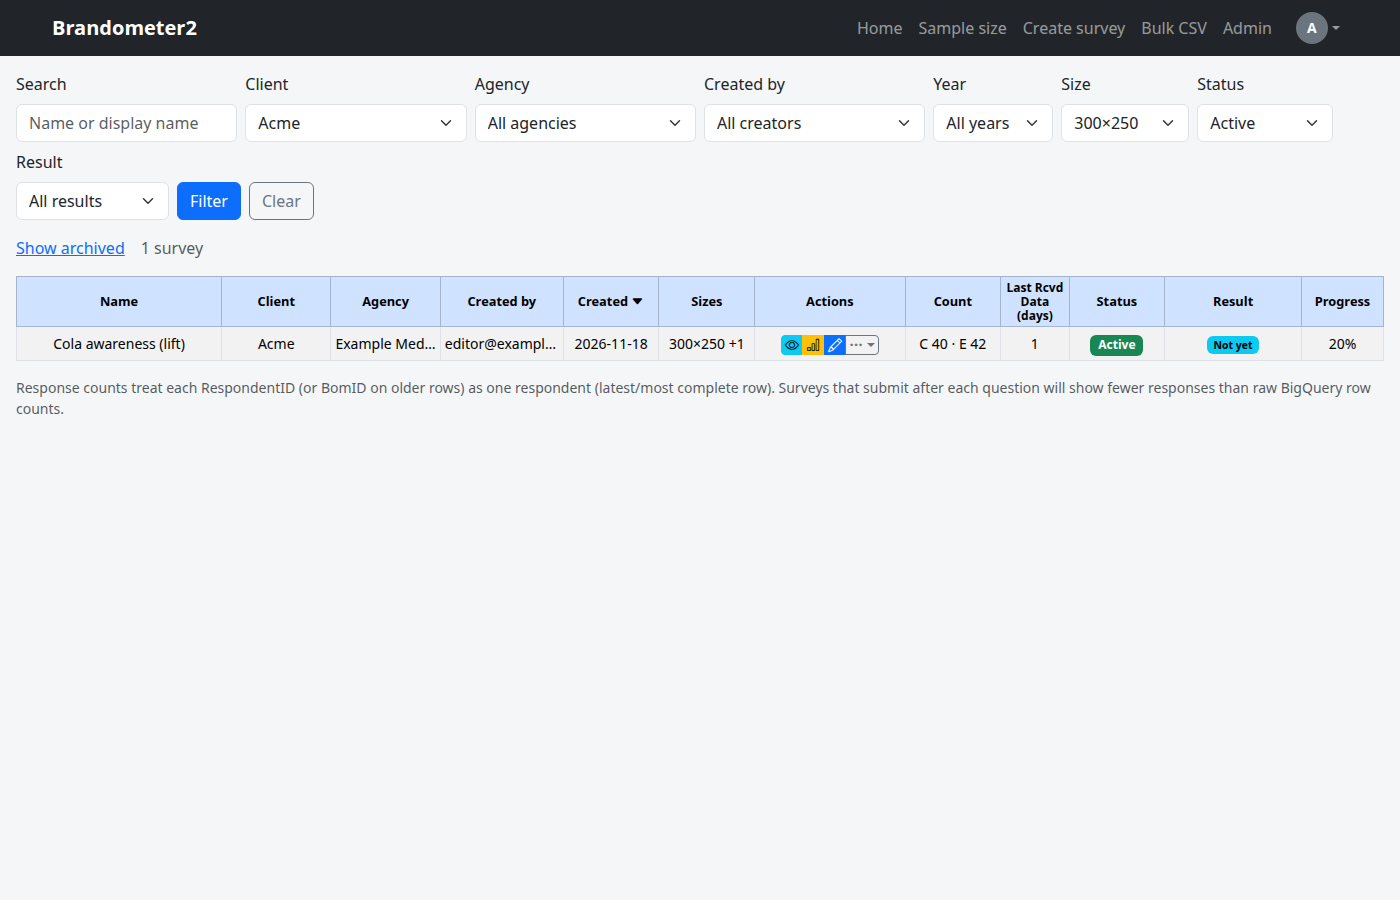 Brandometer2
Home Sample size Create survey Bulk CSV Admin A
Search Client Agency Created by Year Size Status
Name or display name Acme All agencies All creators All years 300×250 Active
Result
All results Filter Clear
Show archived 1 survey
Name Client Agency Created by Created Sizes Actions Count Last Rcvd Data (days) Status Result Progress
Cola awareness (lift) Acme Example Med... editor@exampl... 2026-11-18 300×250 +1 C 40 · E 42 1 Active Not yet 20%
Response counts treat each RespondentID (or BomID on older rows) as one respondent (latest/most complete row). Surveys that submit after each question will show fewer responses than raw BigQuery row
counts.